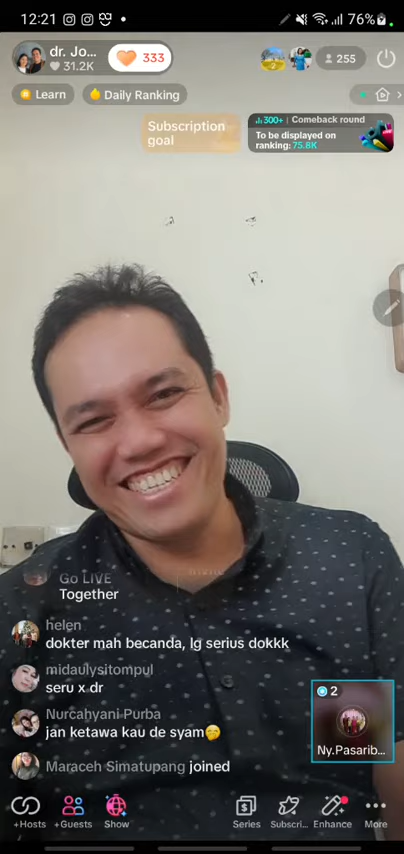 12:21
76%
dr. Jo...
31.2K
333
255
Learn
Daily Ranking
Subscription
goal
300+ | Comeback round
To be displayed on
ranking: 75.8K
Go LIVE
Together
helen
dokter mah becanda, lg serius dokkk
midaulysitompul
seru x dr
Nurcahyani Purba
jan ketawa kau de syam🤭
Maraceh Simatupang joined
2
Ny.Pasarib...
+Hosts
+Guests
Show
Series
Subscri...
Enhance
More